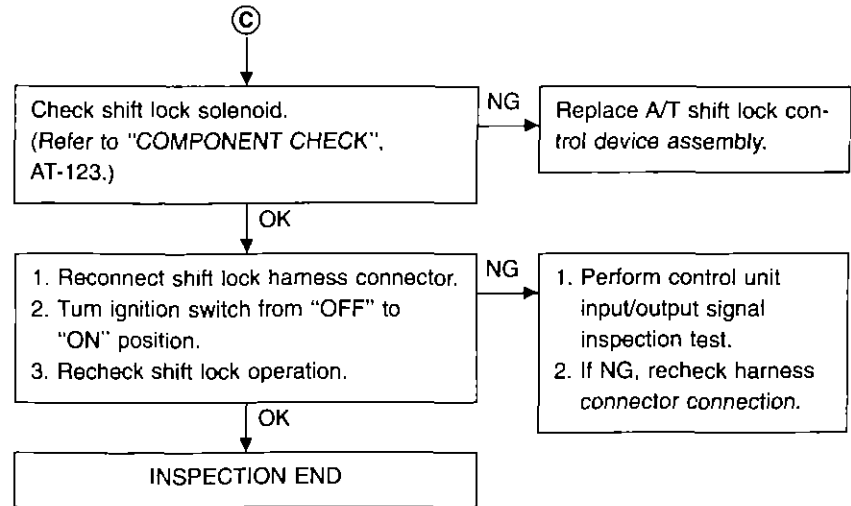 C
Check shift lock solenoid.
(Refer to "COMPONENT CHECK",
AT-123.)
NG
Replace A/T shift lock con-
trol device assembly.
OK
1. Reconnect shift lock harness connector.
2. Turn ignition switch from "OFF" to
"ON" position.
3. Recheck shift lock operation.
NG
1. Perform control unit
input/output signal
inspection test.
2. If NG, recheck harness
connector connection.
OK
INSPECTION END